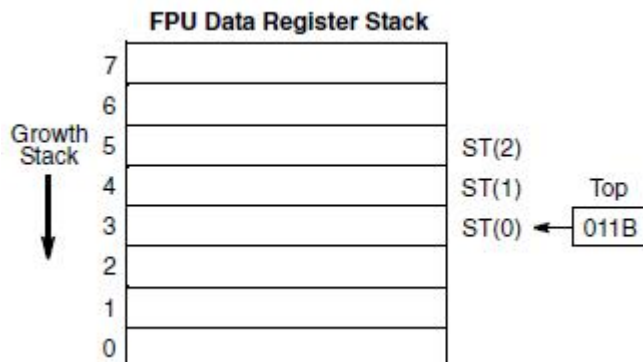 FPU Data Register Stack
7
6
Growth
Stack
5
ST(2)
4
ST(1)
Top
3
ST(0)
011B
2
1
0